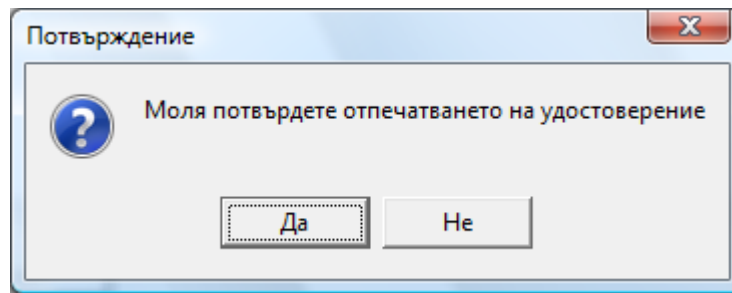 Потвърждение
Моля потвърдете отпечатването на удостоверение
Да
Не